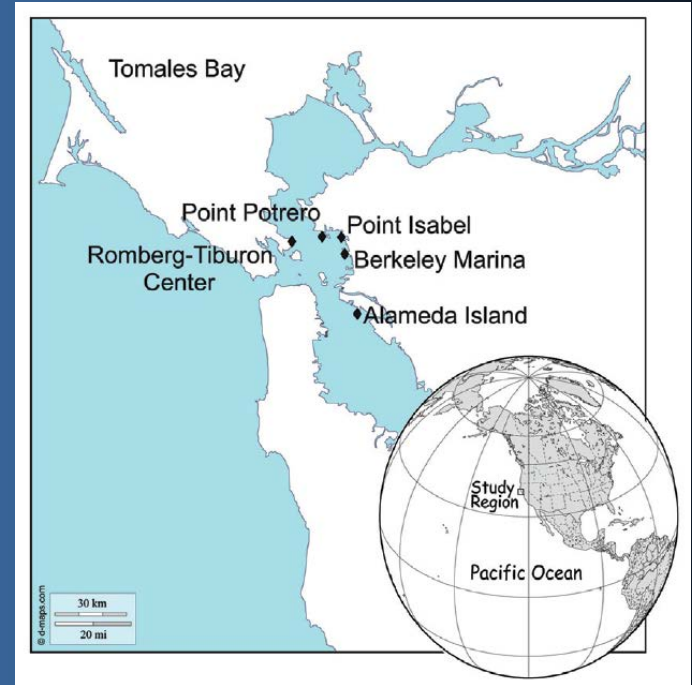 Tomales Bay
Point Potrero
Point Isabel
Romberg-Tiburon
Center
Berkeley Marina
Alameda Island
Study
Region
Pacific Ocean
30 km
20 mi
© d-maps.com